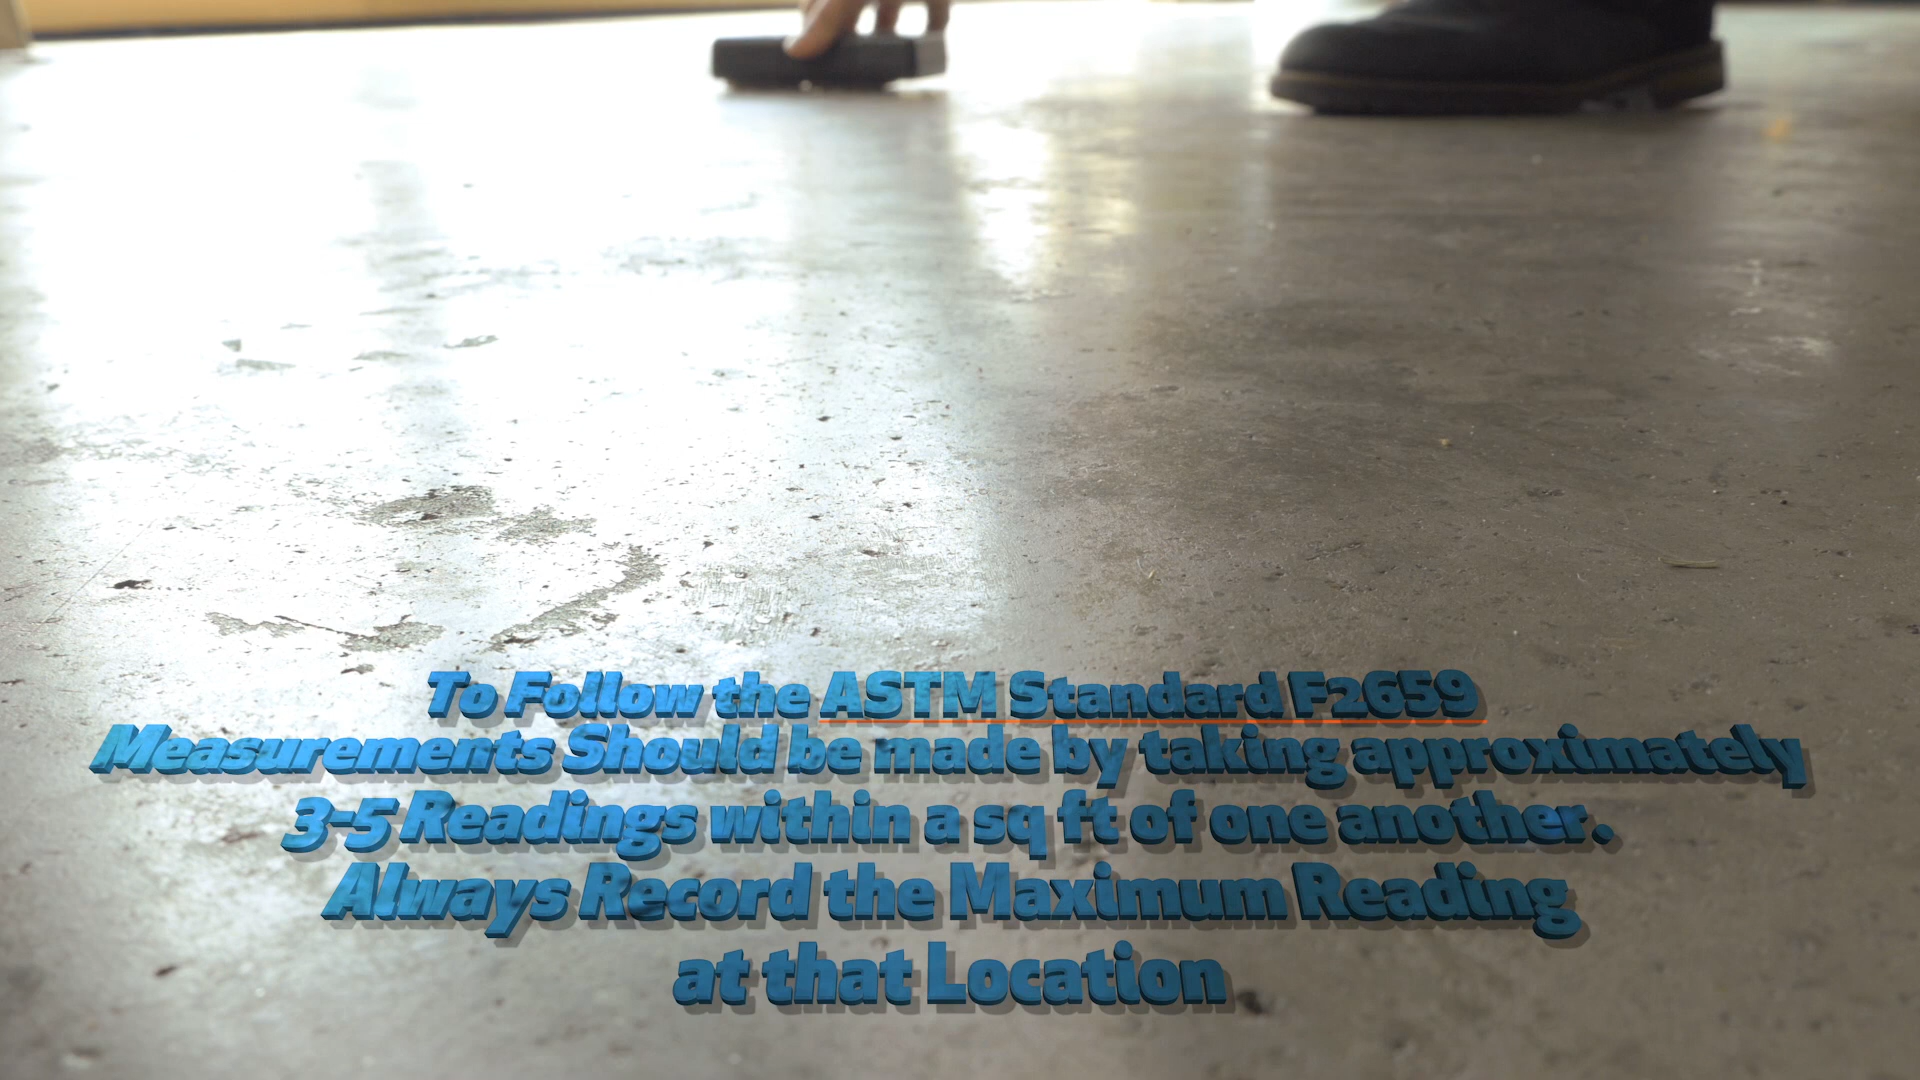 To Follow the ASTM Standard F2659
Measurements Should be made by taking approximately
3-5 Readings within a sq ft of one another.
Always Record the Maximum Reading
at that Location